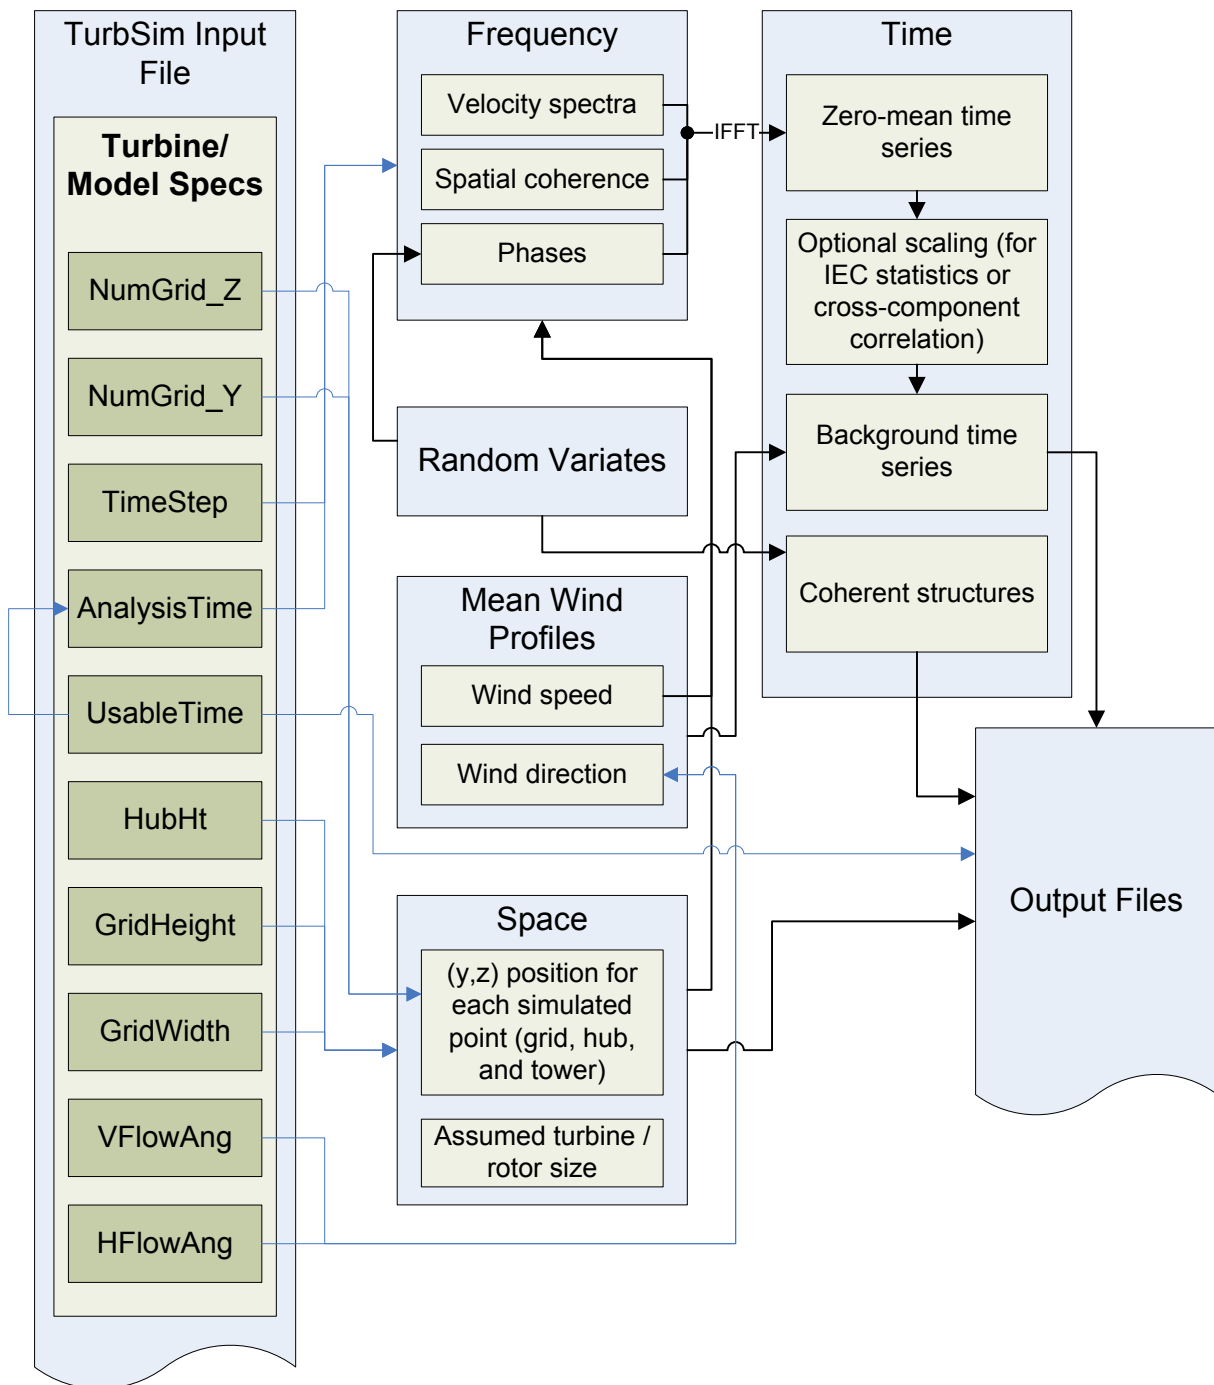 TurbSim Input
File
Turbine/
Model Specs
NumGrid_Z
NumGrid_Y
TimeStep
AnalysisTime
UsableTime
HubHt
GridHeight
GridWidth
VFlowAng
HFlowAng
Frequency
Velocity spectra
Spatial coherence
Phases
IFFT
Random Variates
Mean Wind
Profiles
Wind speed
Wind direction
Space
(y,z) position for
each simulated
point (grid, hub,
and tower)
Assumed turbine /
rotor size
Time
Zero-mean time
series
Optional scaling (for
IEC statistics or
cross-component
correlation)
Background time
series
Coherent structures
Output Files